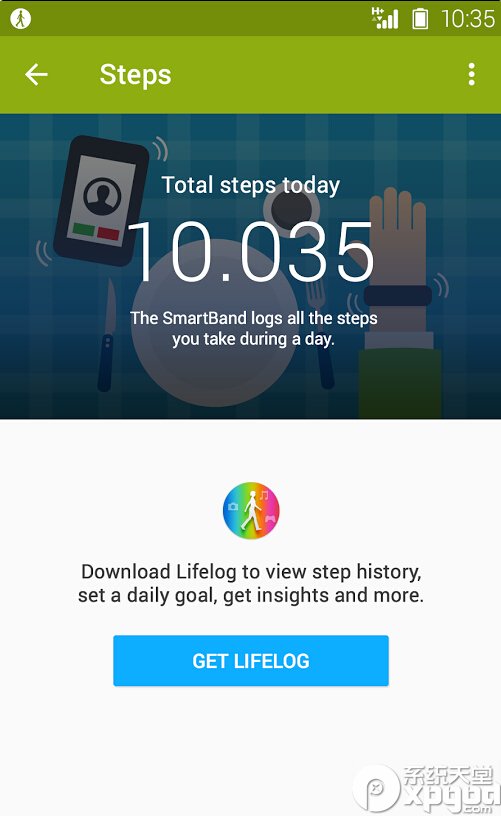 H+ 10:35
Steps
Total steps today
10.035
The SmartBand logs all the steps
you take during a day.
Download Lifelog to view step history,
set a daily goal, get insights and more.
GET LIFELOG
系统天堂